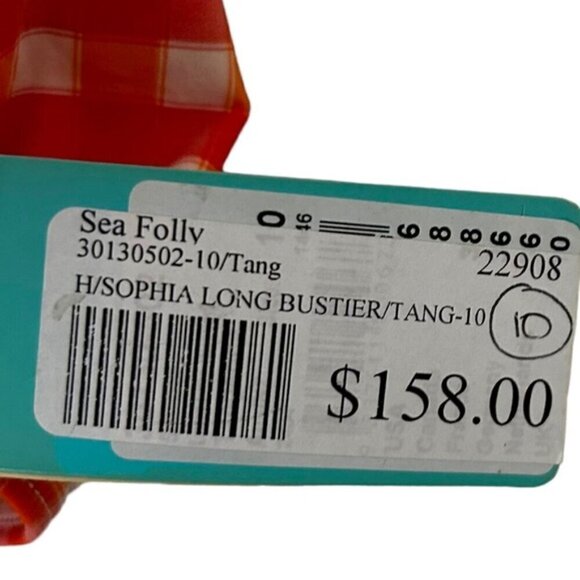 Sea Folly
30130502-10/Tang
22908
H/SOPHIA LONG BUSTIER/TANG-10
10
$158.00